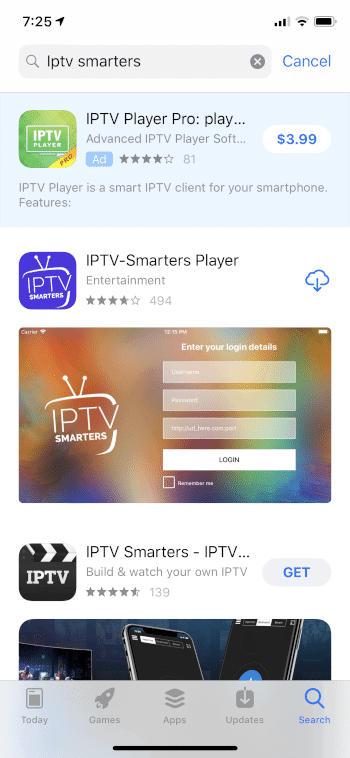 7:25
Iptv smarters
Cancel
IPTV PLAYER PRO
IPTV Player Pro: play...
Advanced IPTV Player Soft...
$3.99
Ad
81
IPTV Player is a smart IPTV client for your smartphone.
Features:
IPTV SMARTERS
IPTV-Smarters Player
Entertainment
494
Carrier
12:15 PM
Enter your login details
IPTV
SMARTERS
Username
Password
http://url_here.com:port
LOGIN
Remember me
IPTV
IPTV Smarters - IPTV...
Build & watch your own IPTV
GET
139
Today
Games
Apps
Updates
Search